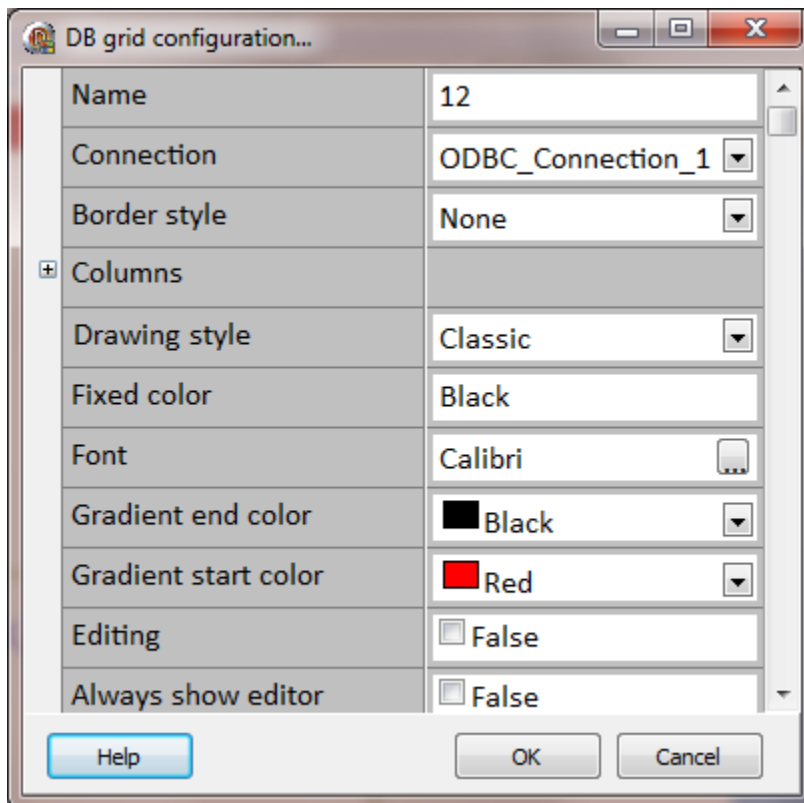 DB grid configuration...
Name 12
Connection ODBC_Connection_1
Border style None
Columns
Drawing style Classic
Fixed color Black
Font Calibri ...
Gradient end color Black
Gradient start color Red
Editing False
Always show editor False
Help OK Cancel